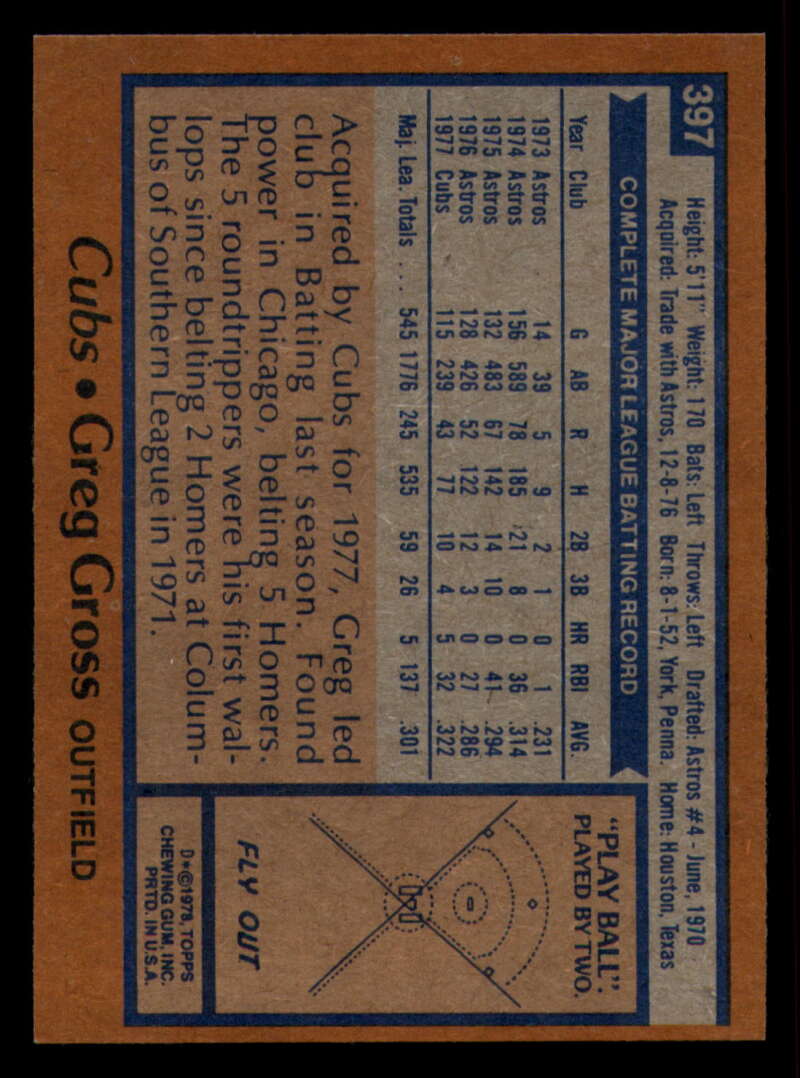 397
Height: 5'11" Weight: 170 Bats: Left Throws: Left Drafted: Astros #4 - June, 1970
Acquired: Trade with Astros, 12-8-76 Born: 8-1-52, York, Penna. Home: Houston, Texas
COMPLETE MAJOR LEAGUE BATTING RECORD
Year Club G AB R H 2B 3B HR RBI AVG.
1973 Astros 14 39 5 9 2 1 0 1 .231
1974 Astros 156 589 78 185 21 8 0 36 .314
1975 Astros 132 483 67 142 14 10 0 41 .294
1976 Astros 128 426 52 122 12 3 0 27 .286
1977 Cubs 115 239 43 77 10 4 5 32 .322
Maj. Lea. Totals .... 545 1776 245 535 59 26 5 137 .301
Acquired by Cubs for 1977, Greg led
club in Batting last season. Found
power in Chicago, belting 5 Homers.
The 5 roundtrippers were his first wal-
lops since belting 2 Homers at Colum-
bus of Southern League in 1971.
"PLAY BALL".
PLAYED BY TWO.
FLY OUT
D*©1978, TOPPS
CHEWING GUM, INC.
PRTD. IN U.S.A.
Cubs • Greg Gross OUTFIELD